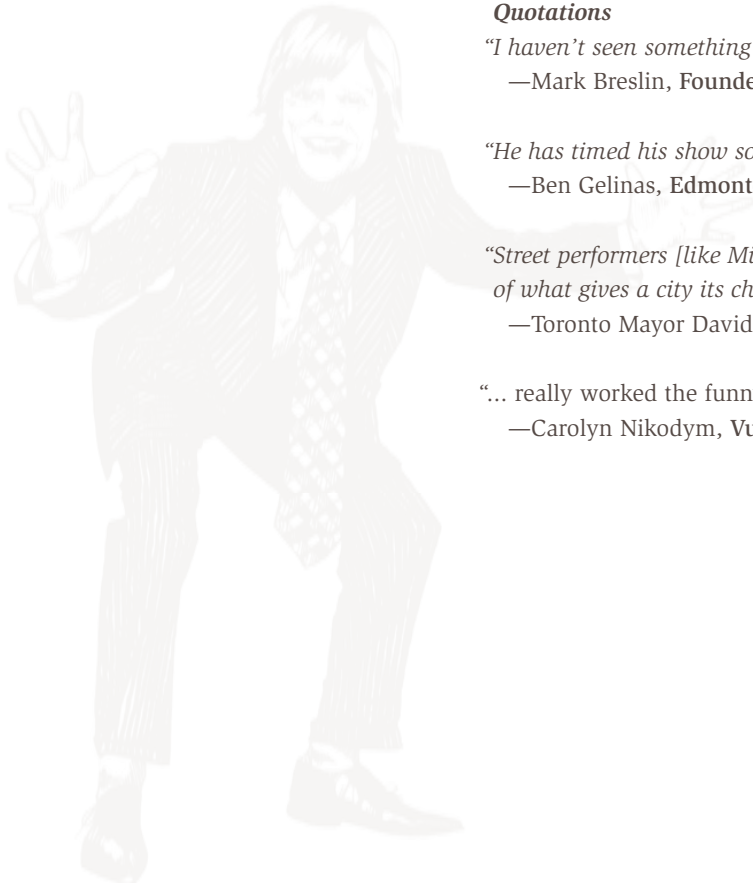 Quotations
“I haven’t seen something
—Mark Breslin, Founde
“He has timed his show so
—Ben Gelinas, Edmont
“Street performers [like Mi
of what gives a city its ch
—Toronto Mayor David
“... really worked the funn
—Carolyn Nikodym, Vu